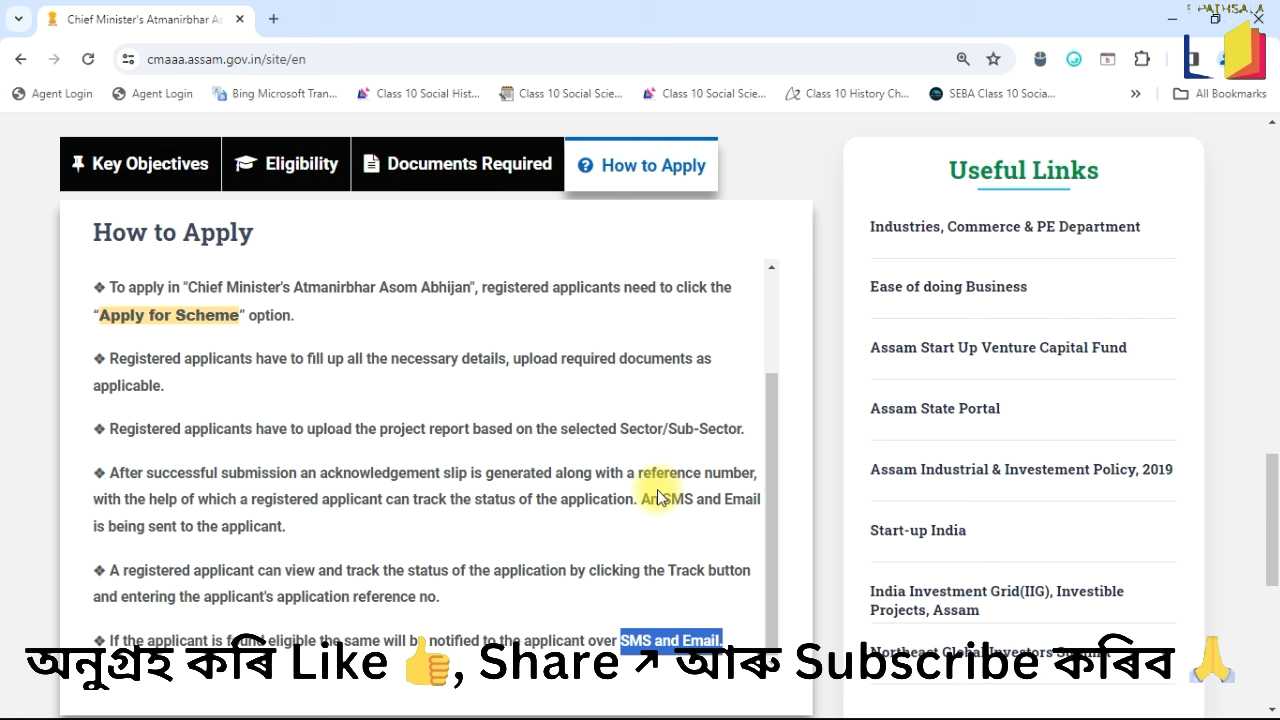 E PATHSALA
Chief Minister's Atmanirbhar As
cmaaa.assam.gov.in/site/en
Agent Login
Agent Login
Bing Microsoft Tran...
Class 10 Social Hist...
Class 10 Social Scie...
Class 10 Social Scie...
Class 10 History Ch...
SEBA Class 10 Socia...
»
All Bookmarks
Key Objectives
Eligibility
Documents Required
How to Apply
How to Apply
❖ To apply in "Chief Minister's Atmanirbhar Asom Abhijan", registered applicants need to click the
“Apply for Scheme” option.
❖ Registered applicants have to fill up all the necessary details, upload required documents as
applicable.
❖ Registered applicants have to upload the project report based on the selected Sector/Sub-Sector.
❖ After successful submission an acknowledgement slip is generated along with a reference number,
with the help of which a registered applicant can track the status of the application. An SMS and Email
is being sent to the applicant.
❖ A registered applicant can view and track the status of the application by clicking the Track button
and entering the applicant's application reference no.
❖ If the applicant is found eligible the same will be notified to the applicant over SMS and Email.
Useful Links
Industries, Commerce & PE Department
Ease of doing Business
Assam Start Up Venture Capital Fund
Assam State Portal
Assam Industrial & Investement Policy, 2019
Start-up India
India Investment Grid(IIG), Investible
Projects, Assam
Northeast Global Investors Summit
অনুগ্ৰহ কৰি Like 👍, Share ↗ আৰু Subscribe কৰিব 🙏